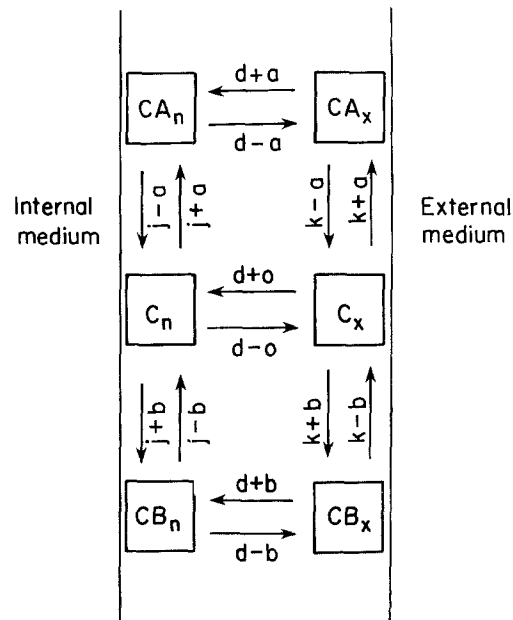 d+a
CAₙ
CAₓ
d-a
j-a
j+a
k-a
k+a
Internal
medium
External
medium
d+o
Cₙ
Cₓ
d-o
j+b
j-b
k+b
k-b
d+b
CBₙ
CBₓ
d-b